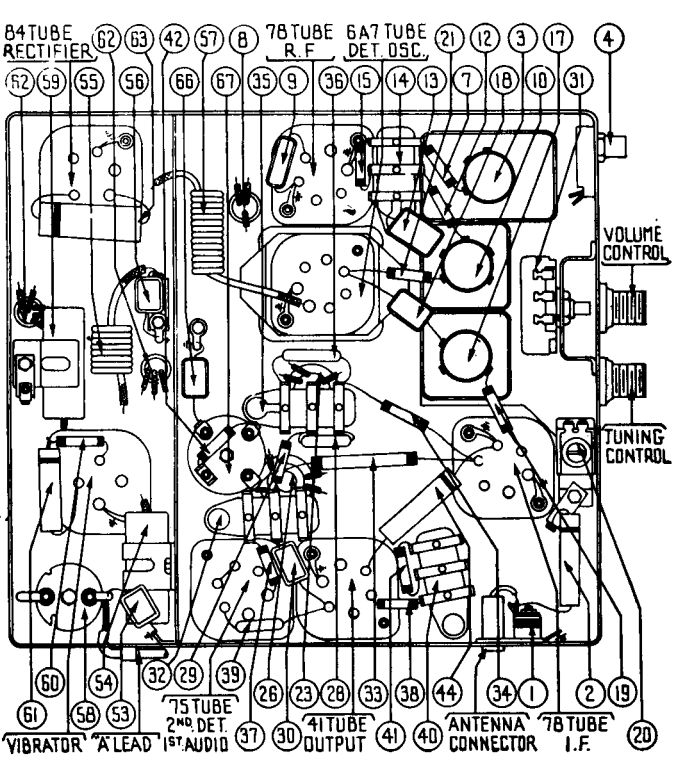 84 TUBE
RECTIFIER
62 63 42 57 8
78 TUBE
R.F
6A7 TUBE
DET. OSC.
21 12 3 17 4
62 59 55 56 66 67 35 9 36 15 14 13 7 18 10 31
VOLUME
CONTROL
TUNING
CONTROL
61 60 58 54 53 32 29 39 37 26 30 23 28 33 41 38 40 44 34 1 2 19 20
VIBRATOR
"A" LEAD
75 TUBE
2ND. DET.
1ST. AUDIO
41 TUBE
OUTPUT
ANTENNA
CONNECTOR
78 TUBE
I.F.